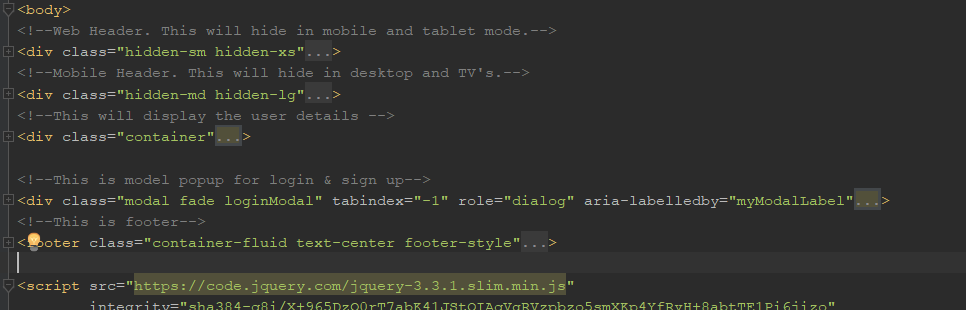 <body>
<!--Web Header. This will hide in mobile and tablet mode.-->
<div class="hidden-sm hidden-xs"...>
<!--Mobile Header. This will hide in desktop and TV's.-->
<div class="hidden-md hidden-lg"...>
<!--This will display the user details -->
<div class="container"...>
<!--This is model popup for login & sign up-->
<div class="modal fade loginModal" tabindex="-1" role="dialog" aria-labelledby="myModalLabel"...>
<!--This is footer-->
<footer class="container-fluid text-center footer-style"...>
<script src="https://code.jquery.com/jquery-3.3.1.slim.min.js"
integrity="sha384-q8i/X+965DzO0rT7abK41JStQIAqVgRVzpbzo5smXKp4YfRvH+8abtTE1Pi6jizo"